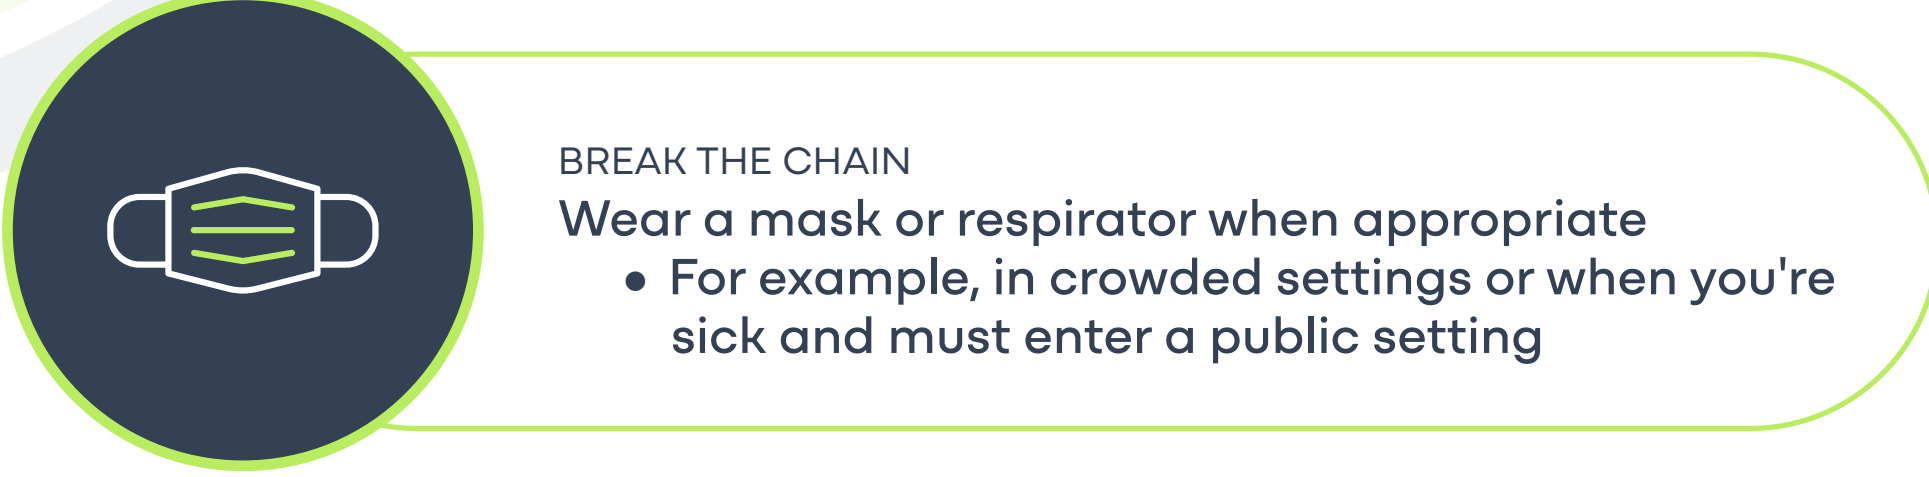 BREAK THE CHAIN
Wear a mask or respirator when appropriate
• For example, in crowded settings or when you're
sick and must enter a public setting